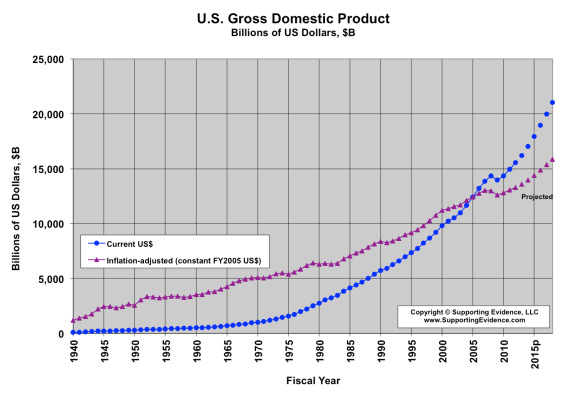 U.S. Gross Domestic Product
Billions of US Dollars, $B
25,000
20,000
15,000
10,000
5,000
0
Billions of US Dollars, $B
Current US$
Inflation-adjusted (constant FY2005 US$)
Projected
Copyright © Supporting Evidence, LLC
www.SupportingEvidence.com
1940
1945
1950
1955
1960
1965
1970
1975
1980
1985
1990
1995
2000
2005
2010
2015p
Fiscal Year